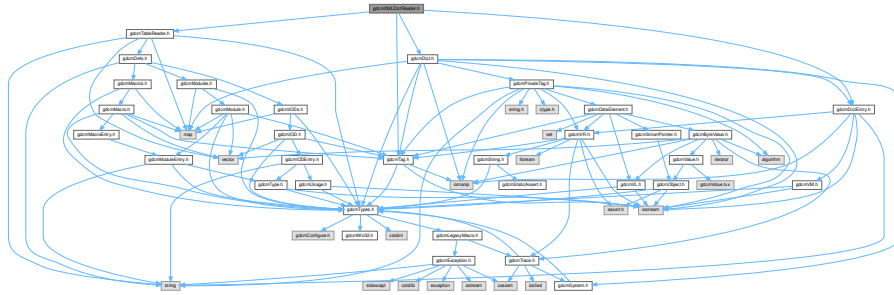 gdcmXMLDictReader.h
gdcmTableReader.h
gdcmDefs.h
gdcmDict.h
gdcmMacros.h
gdcmModules.h
gdcmPrivateTag.h
gdcmMacro.h
gdcmModule.h
gdcmIODs.h
string.h
ctype.h
gdcmDataElement.h
gdcmDictEntry.h
gdcmMacroEntry.h
map
gdcmIOD.h
set
gdcmVR.h
gdcmSmartPointer.h
gdcmByteValue.h
gdcmModuleEntry.h
vector
gdcmIODEntry.h
gdcmTag.h
gdcmString.h
fstream
gdcmValue.h
iterator
algorithm
gdcmType.h
gdcmUsage.h
iomanip
gdcmStaticAssert.h
gdcmVL.h
gdcmObject.h
gdcmValue.txx
gdcmVM.h
gdcmTypes.h
assert.h
iostream
gdcmConfigure.h
gdcmWin32.h
cstdint
gdcmLegacyMacro.h
gdcmException.h
gdcmTrace.h
string
stdexcept
cstdlib
exception
sstream
cassert
iosfwd
gdcmSystem.h